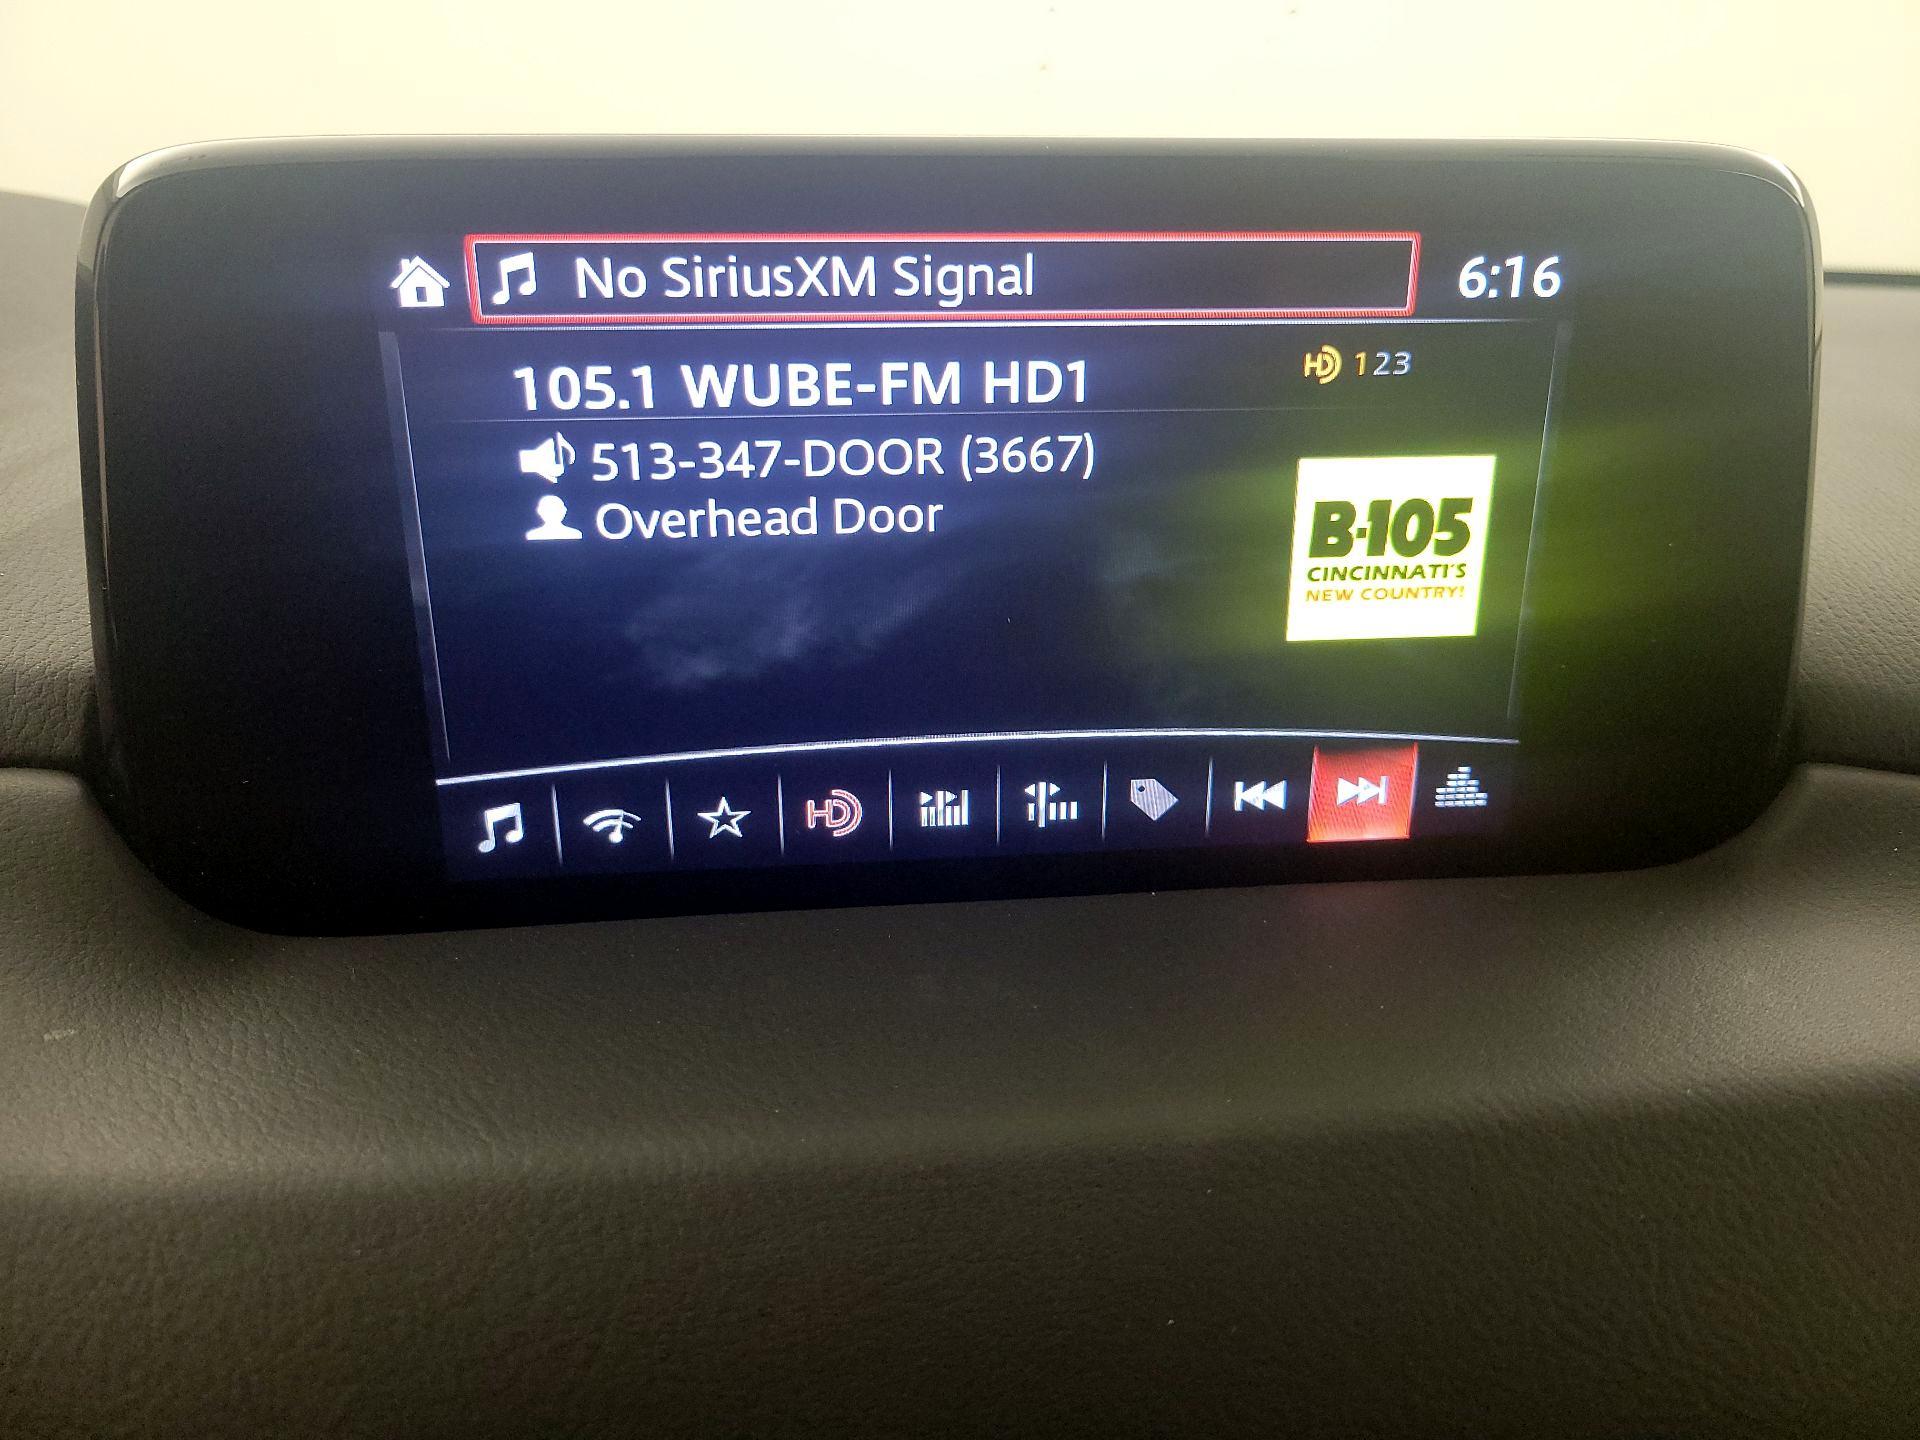 No SiriusXM Signal
6:16
105.1 WUBE-FM HD1
HD 123
513-347-DOOR (3667)
Overhead Door
B-105
CINCINNATI'S
NEW COUNTRY!
HD